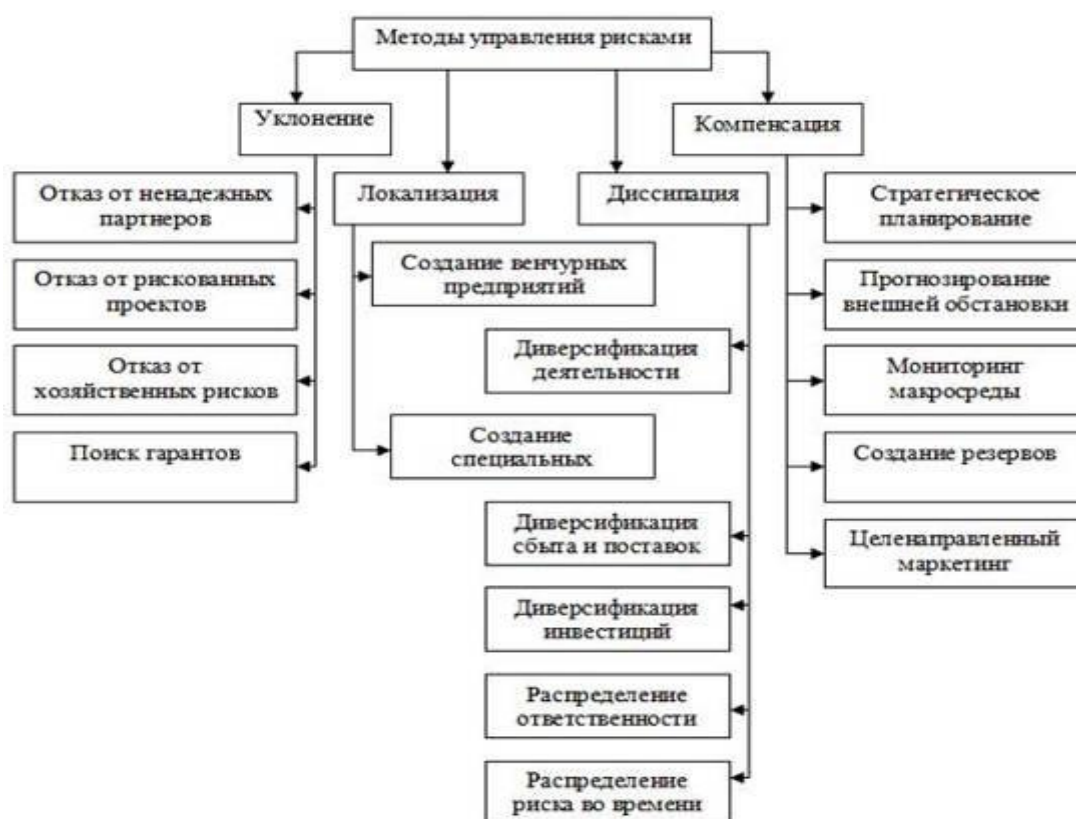 Методы управления рисками
Уклонение
Компенсация
Локализация
Диссипация
Отказ от ненадежных
партнеров
Отказ от рискованных
проектов
Отказ от
хозяйственных рисков
Поиск гарантов
Создание венчурных
предприятий
Создание
специальных
Диверсификация
деятельности
Диверсификация
сбыта и поставок
Диверсификация
инвестиций
Распределение
ответственности
Распределение
риска во времени
Стратегическое
планирование
Прогнозирование
внешней обстановки
Мониторинг
макросреды
Создание резервов
Целенаправленный
маркетинг